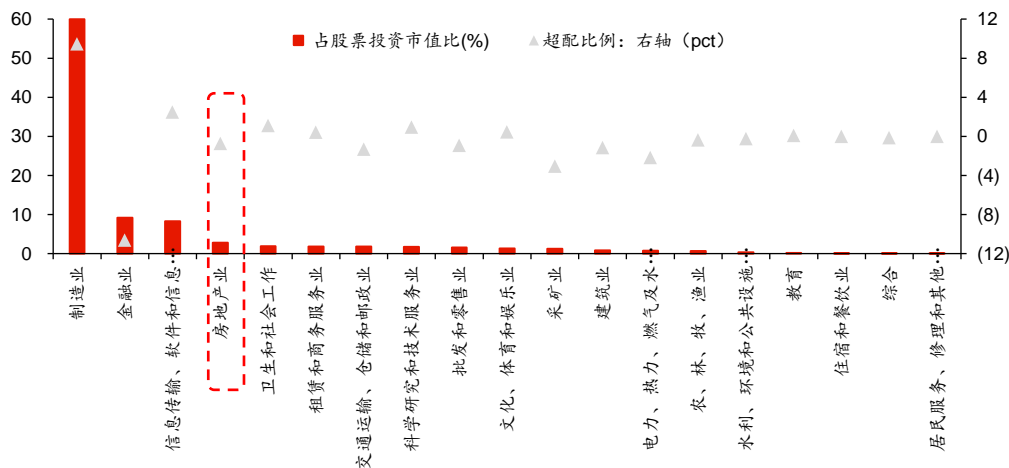 占股票投资市值比(%)
超配比例：右轴（pct）
60
50
40
30
20
10
0
12
8
4
0
(4)
(8)
(12)
制造业
金融业
信息传输、软件和信息…
房地产业
卫生和社会工作
租赁和商务服务业
交通运输、仓储和邮政业
科学研究和技术服务业
批发和零售业
文化、体育和娱乐业
采矿业
建筑业
电力、热力、燃气及水…
农、林、牧、渔业
水利、环境和公共设施…
教育
住宿和餐饮业
综合
居民服务、修理和其他…